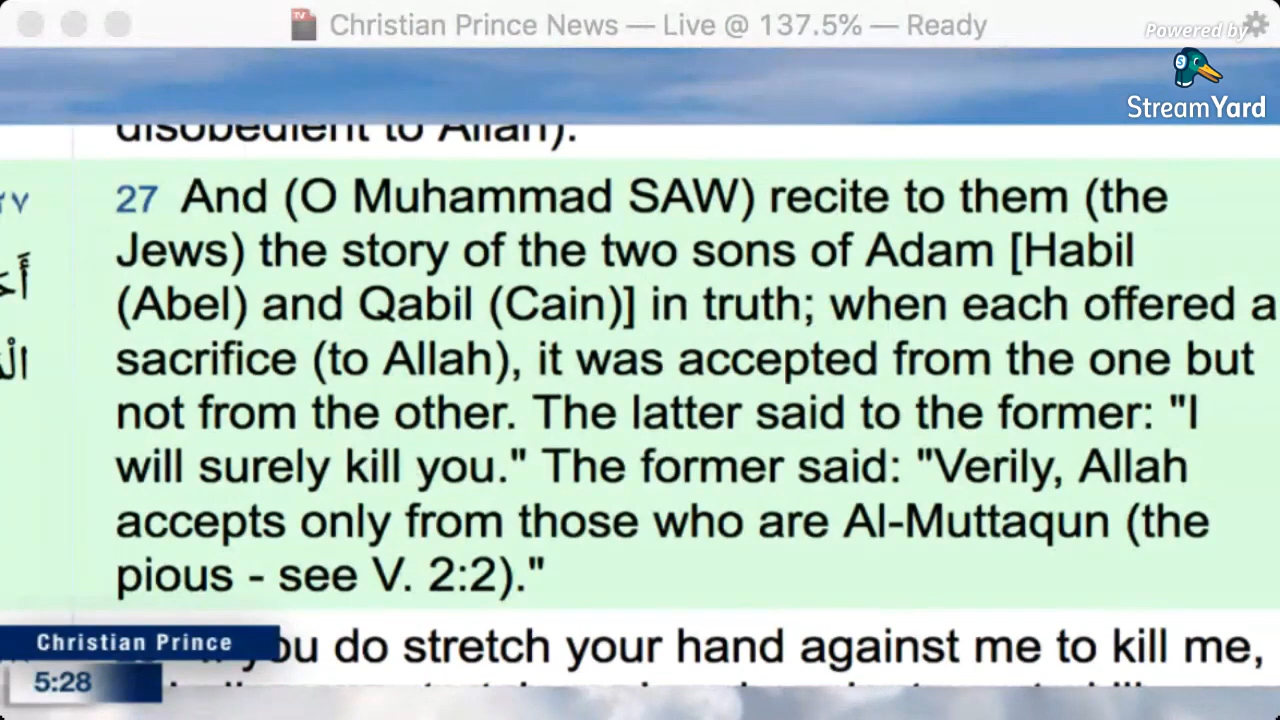 Christian Prince News — Live @ 137.5% — Ready
Powered by
StreamYard
disobedient to Allah).
27 And (O Muhammad SAW) recite to them (the
Jews) the story of the two sons of Adam [Habil
(Abel) and Qabil (Cain)] in truth; when each offered a
sacrifice (to Allah), it was accepted from the one but
not from the other. The latter said to the former: "I
will surely kill you." The former said: "Verily, Allah
accepts only from those who are Al-Muttaqun (the
pious - see V. 2:2)."
you do stretch your hand against me to kill me,
Christian Prince
5:28